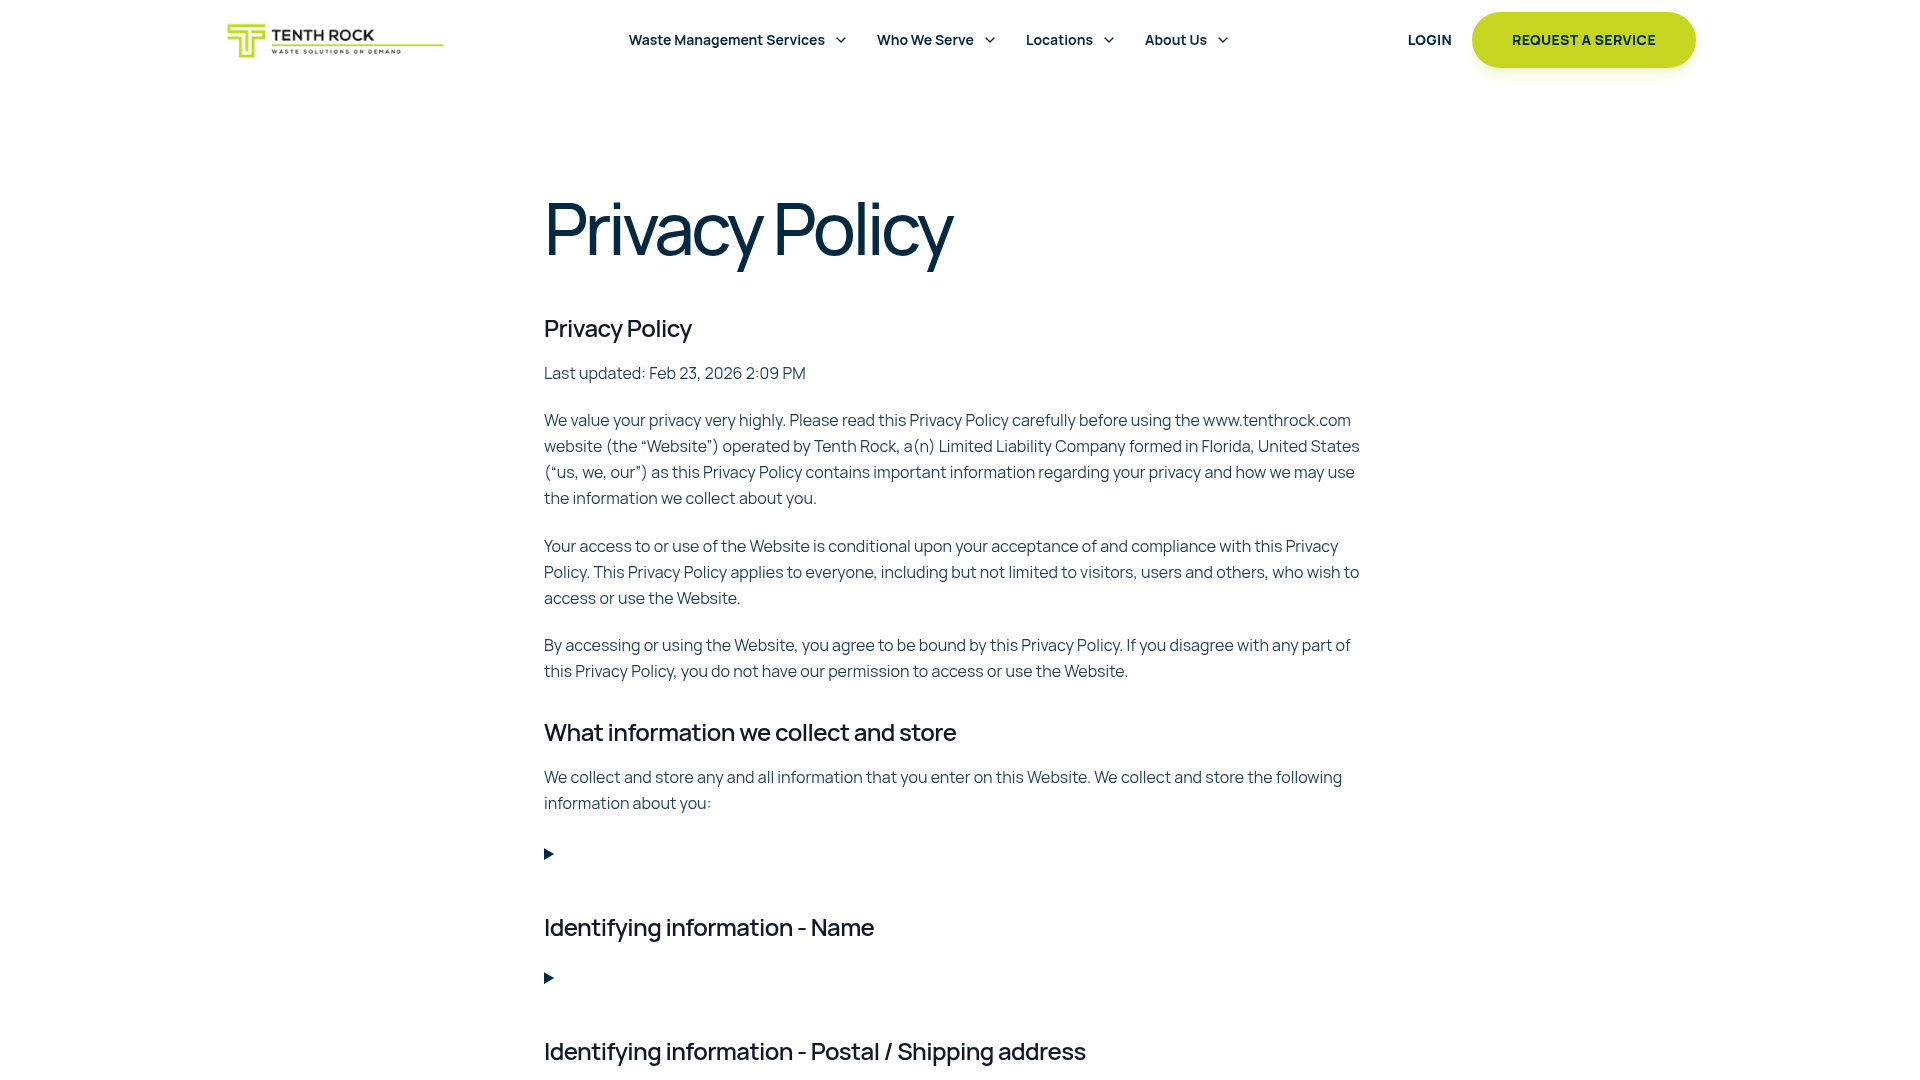 TENTH ROCK
WASTE SOLUTIONS ON DEMAND
Waste Management Services
Who We Serve
Locations
About Us
LOGIN
REQUEST A SERVICE
Privacy Policy
Privacy Policy
Last updated: Feb 23, 2026 2:09 PM
We value your privacy very highly. Please read this Privacy Policy carefully before using the www.tenthrock.com
website (the “Website”) operated by Tenth Rock, a(n) Limited Liability Company formed in Florida, United States
(“us, we, our”) as this Privacy Policy contains important information regarding your privacy and how we may use
the information we collect about you.
Your access to or use of the Website is conditional upon your acceptance of and compliance with this Privacy
Policy. This Privacy Policy applies to everyone, including but not limited to visitors, users and others, who wish to
access or use the Website.
By accessing or using the Website, you agree to be bound by this Privacy Policy. If you disagree with any part of
this Privacy Policy, you do not have our permission to access or use the Website.
What information we collect and store
We collect and store any and all information that you enter on this Website. We collect and store the following
information about you:
Identifying information - Name
Identifying information - Postal / Shipping address